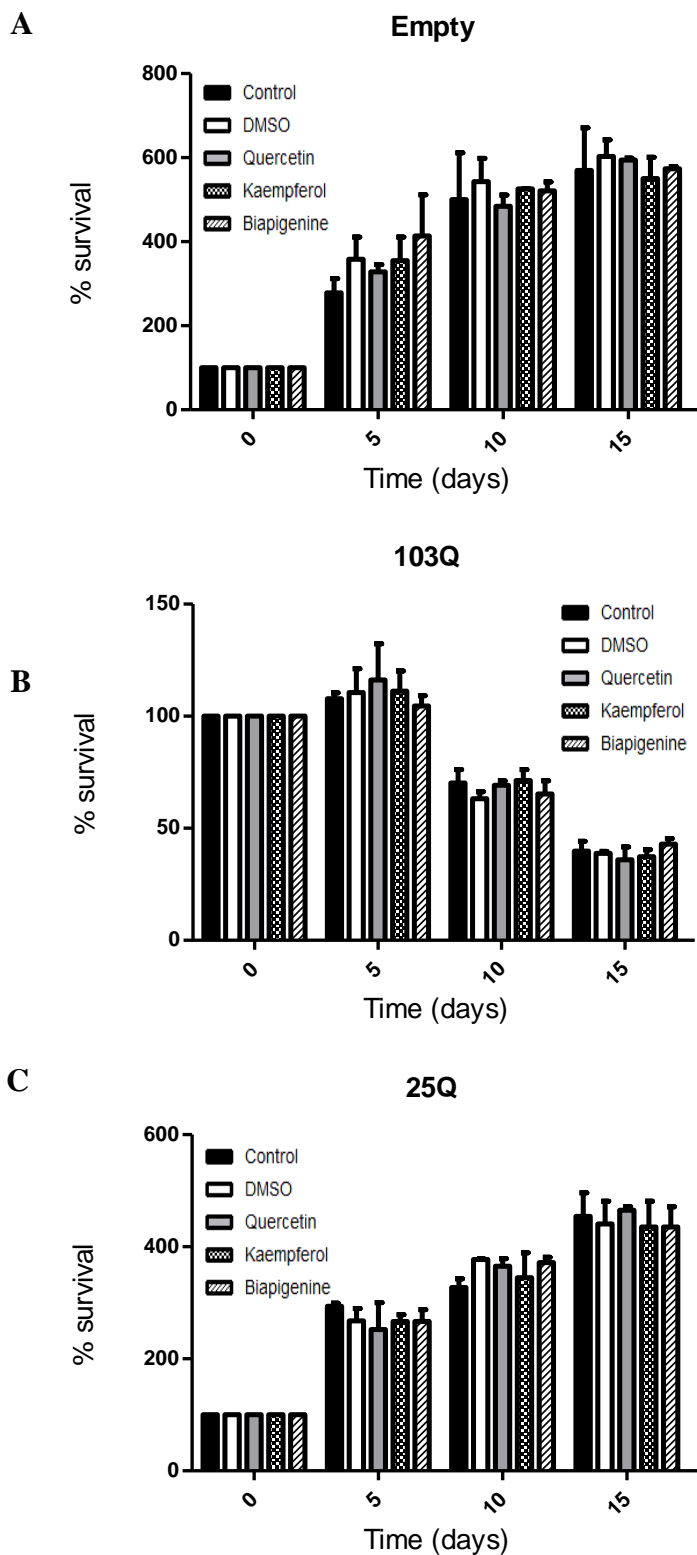 A
Empty
800
600
400
200
0
% survival
Control
DMSO
Quercetin
Kaempferol
Biapigenine
0
5
10
15
Time (days)
B
103Q
150
100
50
0
% survival
Control
DMSO
Quercetin
Kaempferol
Biapigenine
0
5
10
15
Time (days)
C
25Q
600
400
200
0
% survival
Control
DMSO
Quercetin
Kaempferol
Biapigenine
0
5
10
15
Time (days)